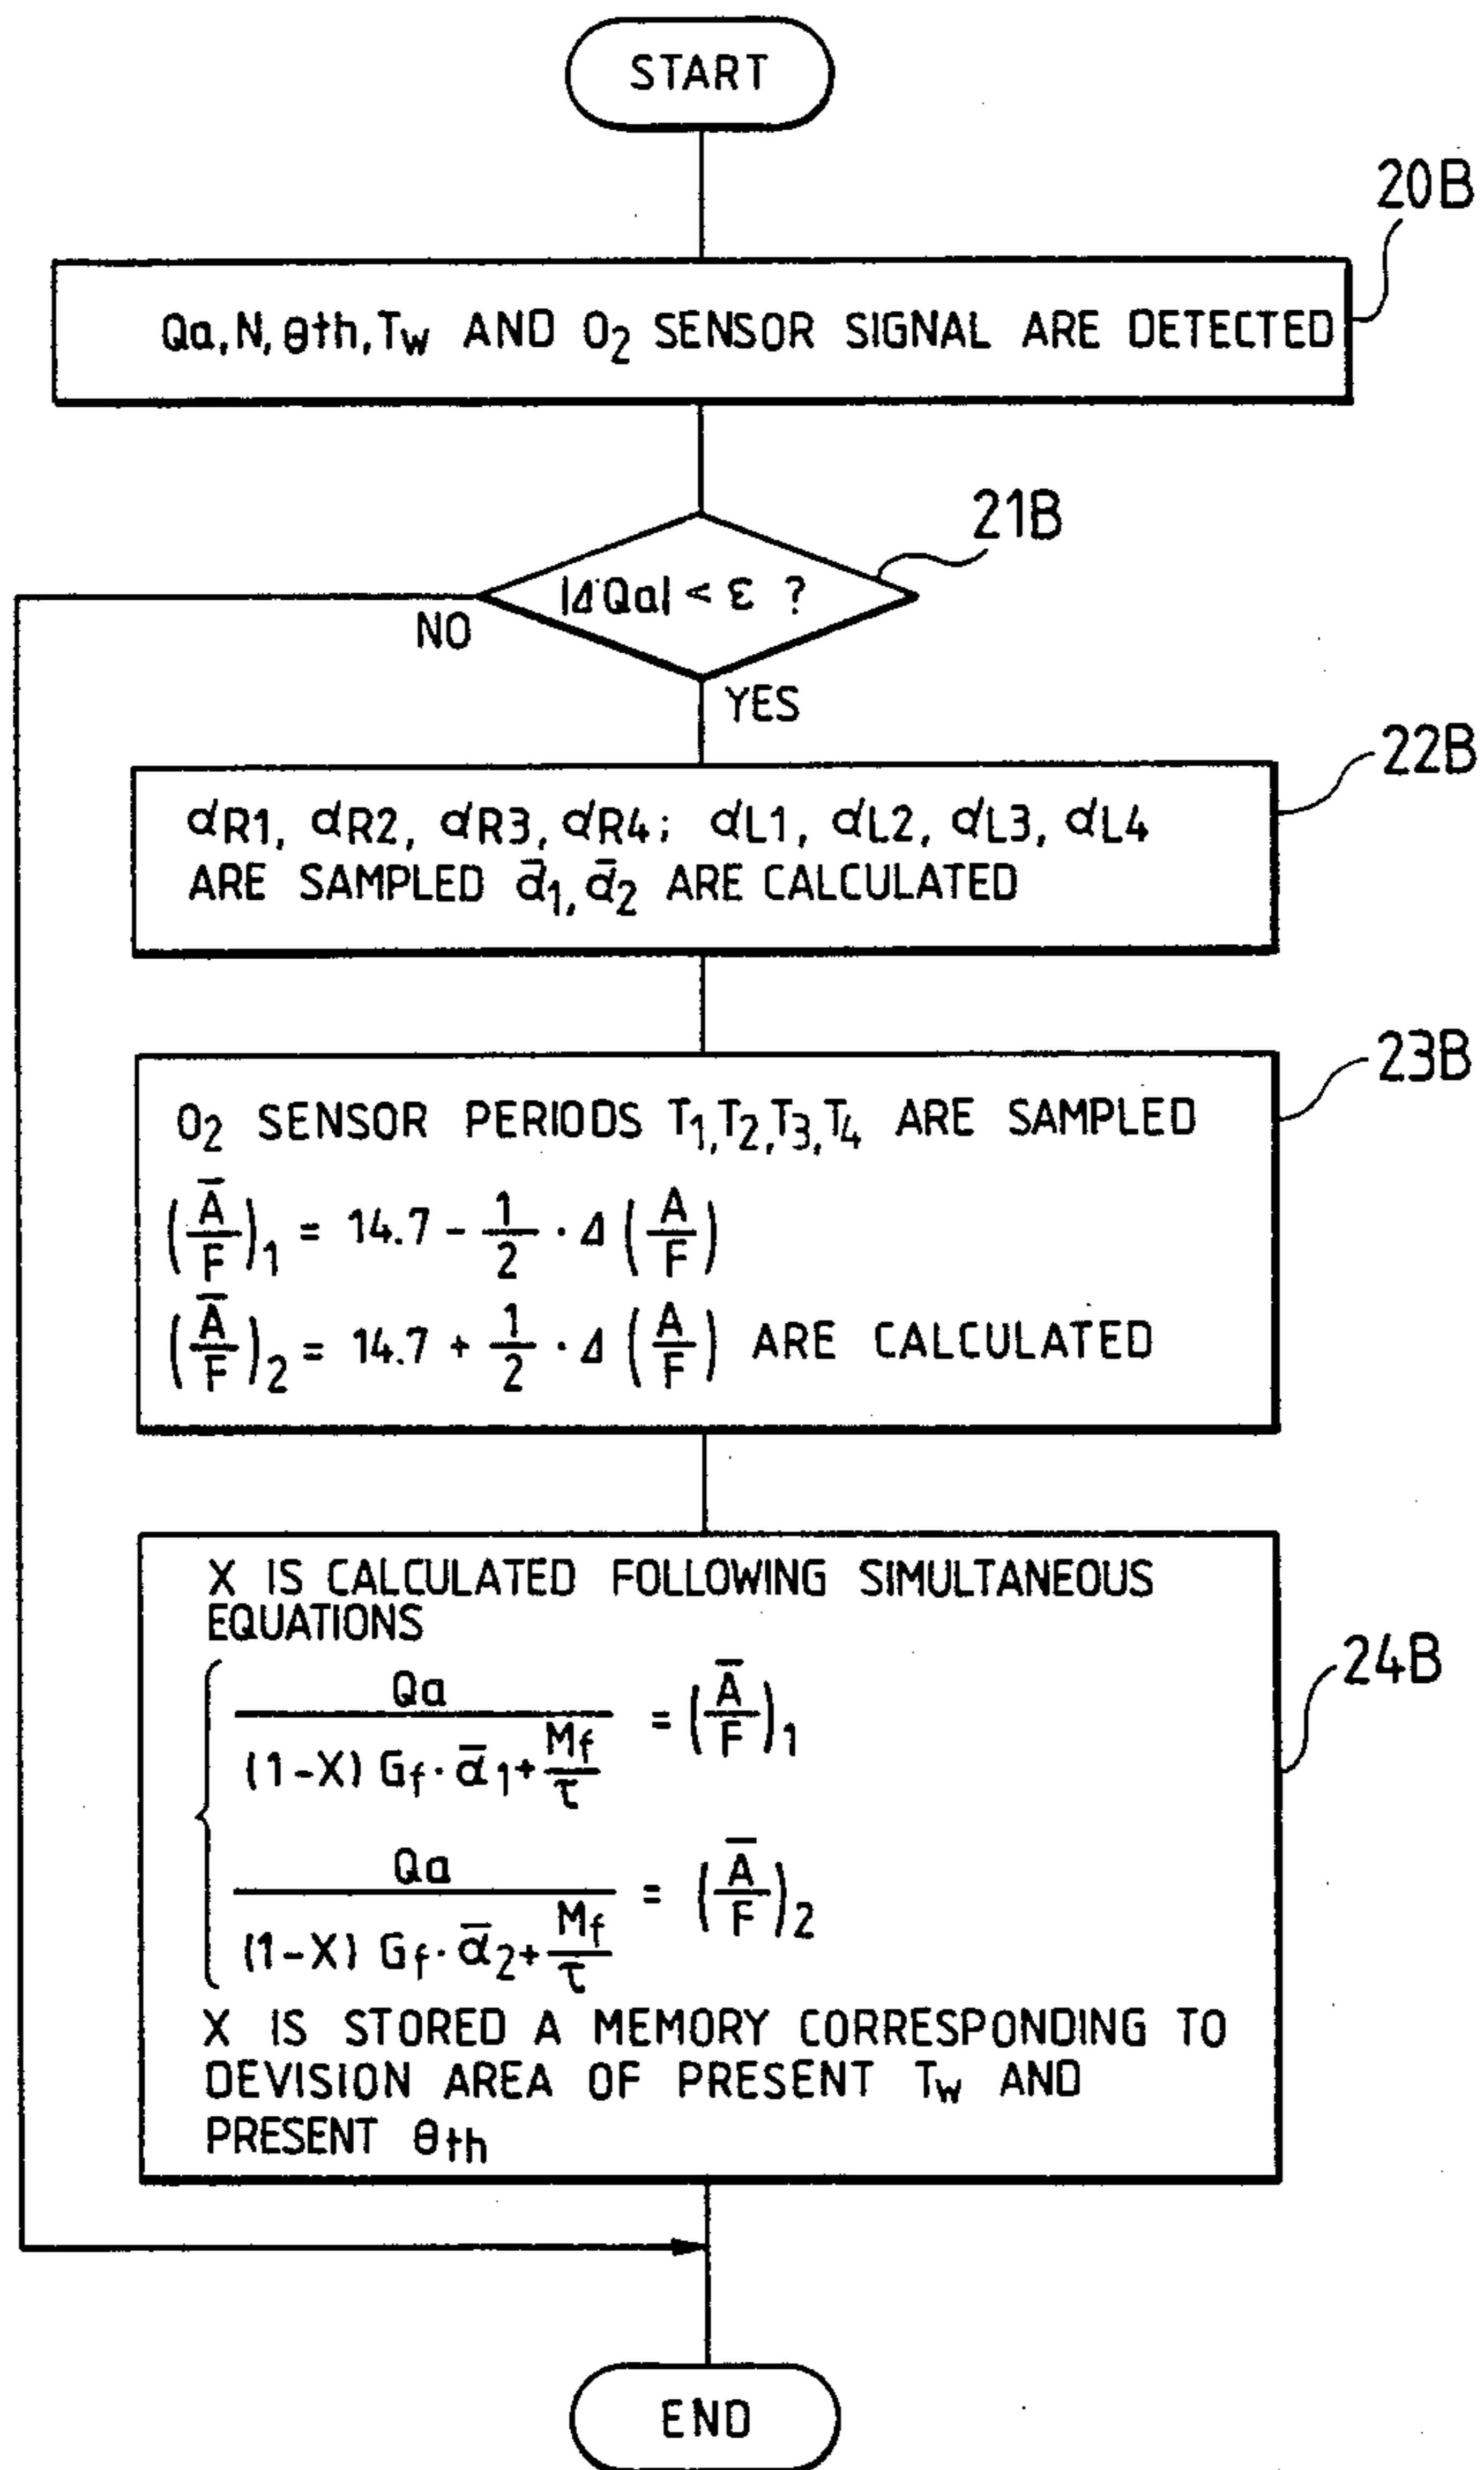 START
20B
Qa, N, θth, Tw AND O2 SENSOR SIGNAL ARE DETECTED
21B
|ΔQa| < ε ?
NO
YES
22B
αR1, αR2, αR3, αR4; αL1, αL2, αL3, αL4
ARE SAMPLED ᾱ1, ᾱ2 ARE CALCULATED
23B
O2 SENSOR PERIODS T1, T2, T3, T4 ARE SAMPLED
(Ā/F)1 = 14.7 - 1/2 · Δ (A/F)
(Ā/F)2 = 14.7 + 1/2 · Δ (A/F) ARE CALCULATED
X IS CALCULATED FOLLOWING SIMULTANEOUS
EQUATIONS
24B
Qa / ((1-X) Gf · ᾱ1 + Mf/τ) = (Ā/F)1
Qa / ((1-X) Gf · ᾱ2 + Mf/τ) = (Ā/F)2
X IS STORED A MEMORY CORRESPONDING TO
DEVISION AREA OF PRESENT Tw AND
PRESENT θth
END